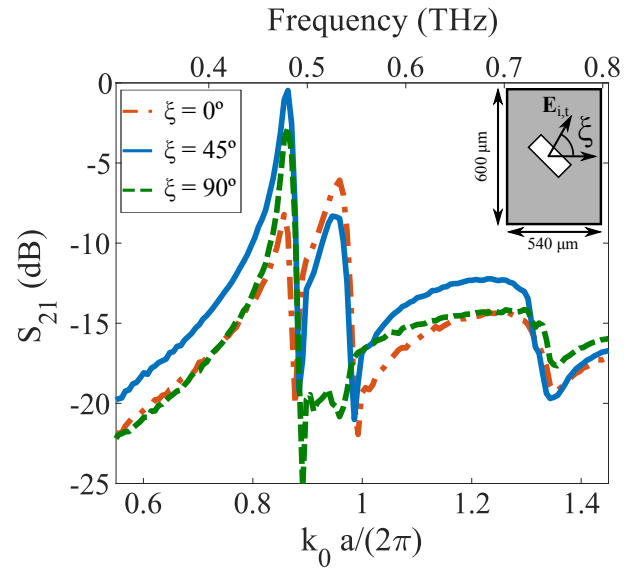 Frequency (THz)
0.4 0.5 0.6 0.7 0.8
0
-5
-10
-15
-20
-25
S21 (dB)
ξ = 0º
ξ = 45º
ξ = 90º
Ei,t
ξ
600 μm
540 μm
0.6 0.8 1 1.2 1.4
k0 a/(2π)